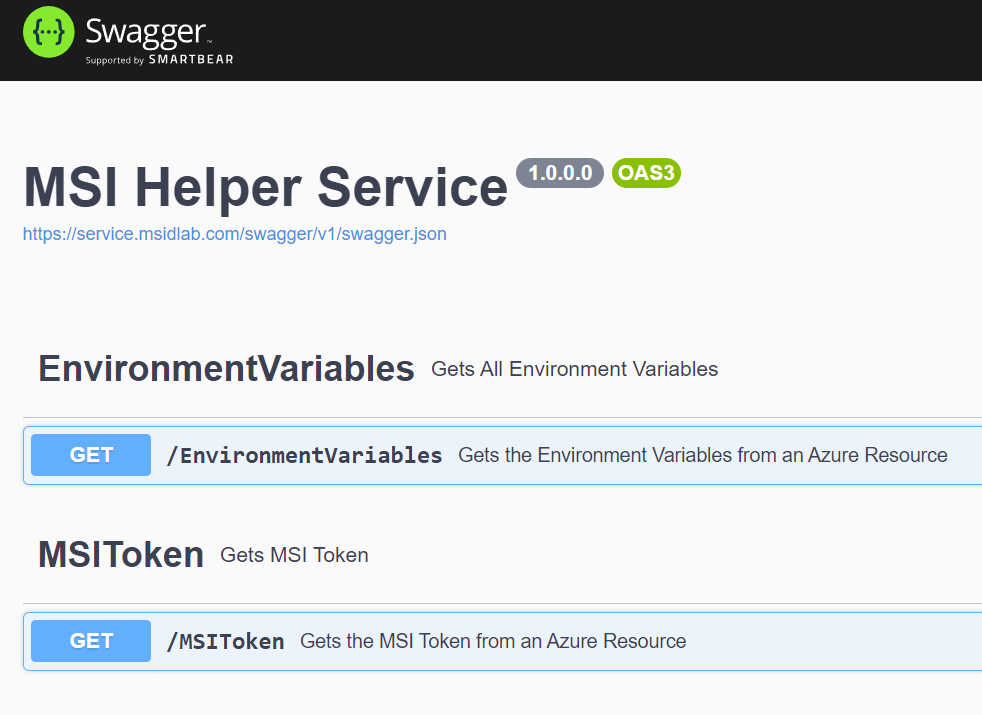 {···} Swagger™
Supported by SMARTBEAR
MSI Helper Service 1.0.0.0 OAS3
https://service.msidlab.com/swagger/v1/swagger.json
EnvironmentVariables Gets All Environment Variables
GET /EnvironmentVariables Gets the Environment Variables from an Azure Resource
MSIToken Gets MSI Token
GET /MSIToken Gets the MSI Token from an Azure Resource